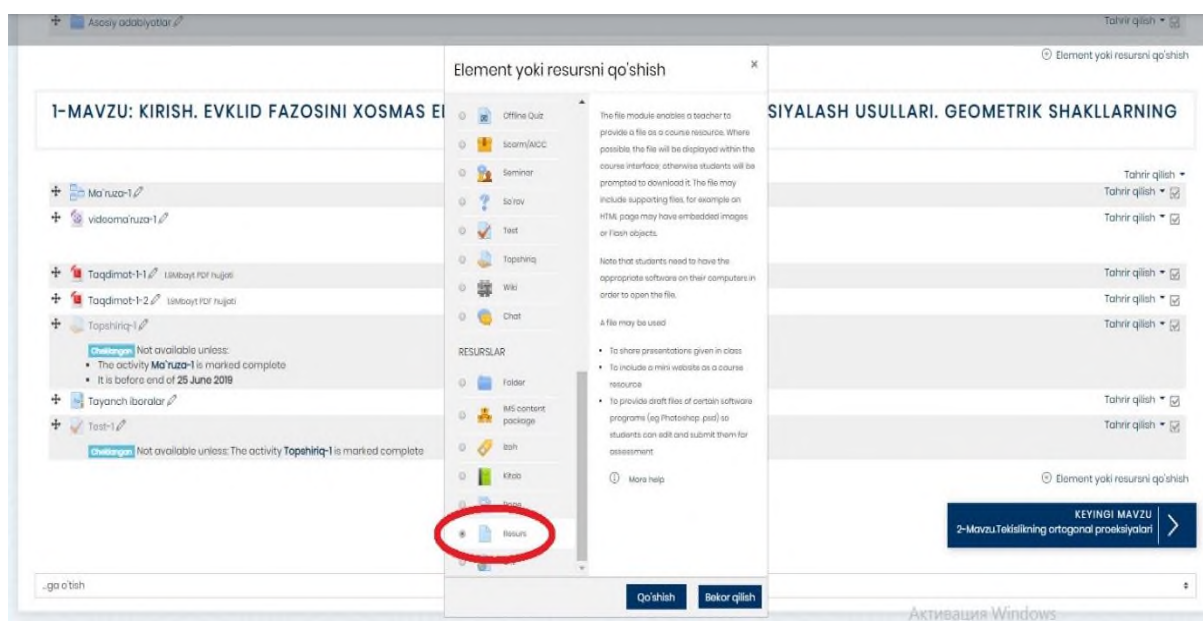 Asosiy adabiyotlar
Tahrir qilish
Element yoki resursni qo'shish
Element yoki resursni qo'shish
×
1-MAVZU: KIRISH. EVKLID FAZOSINI XOSMAS
SIYALASH USULLARI. GEOMETRIK SHAKLLARNING
Tahrir qilish
Ma'ruza-1
Tahrir qilish
videoma'ruza-1
Tahrir qilish
Taqdimot-1-1
PDF hujjati
Tahrir qilish
Taqdimot-1-2
PDF hujjati
Tahrir qilish
Topshiriq-1
Tahrir qilish
Cheklangan Not available unless:
• The activity Ma'ruza-1 is marked complete
• It is before end of 25 June 2019
Tayanch iboralar
Tahrir qilish
Test-1
Tahrir qilish
Cheklangan Not available unless: The activity Topshiriq-1 is marked complete
Offline Quiz
Scorm/AICC
Seminar
So'rov
Test
Topshiriq
Wiki
Chat
RESURSLAR
Folder
IMS content
package
Izoh
Kitob
Page
Resurs
The file module enables a teacher to
provide a file as a course resource. Where
possible, the file will be displayed within the
course interface; otherwise students will be
prompted to download it. The file may
include supporting files, for example an
HTML page may have embedded images
or Flash objects.
Note that students need to have the
appropriate software on their computers in
order to open the file.
A file may be used
• To share presentations given in class
• To include a mini website as a course
resource
• To provide draft files of certain software
programs (eg Photoshop .psd) so
students can edit and submit them for
assessment
More help
Qo'shish
Bekor qilish
Element yoki resursni qo'shish
KEYINGI MAVZU
2-Mavzu.Tekislikning ortogonal proeksiyalari
...ga o'tish
Активация Windows